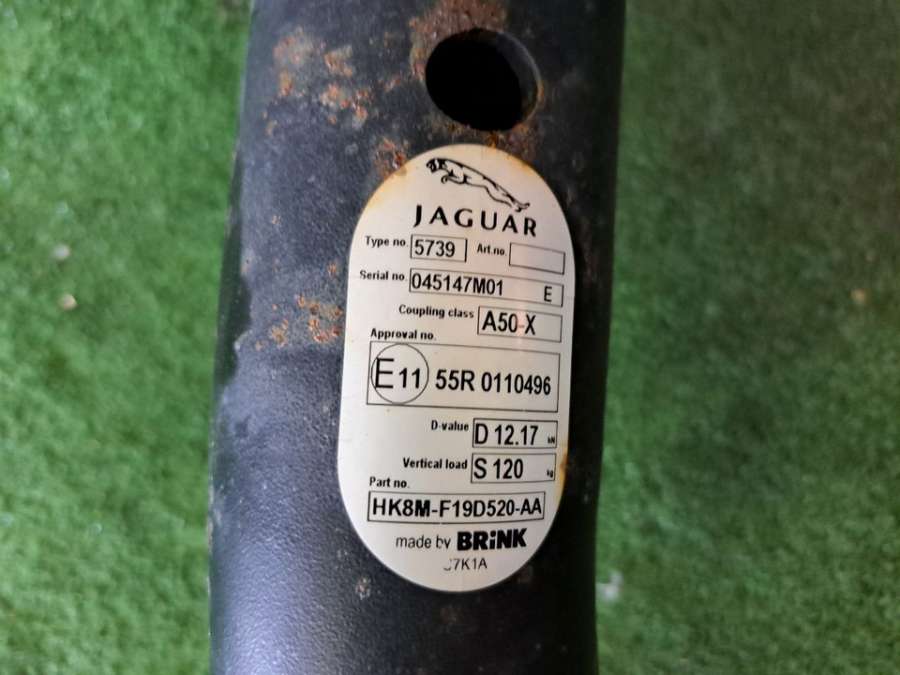 JAGUAR
Type no. 5739 Art.no.
Serial no. 045147M01 E
Coupling class A50-X
Approval no.
E11 55R 0110496
D-value D 12.17 kN
Vertical load S 120 kg
Part no.
HK8M-F19D520-AA
made by BRiNK
7K1A